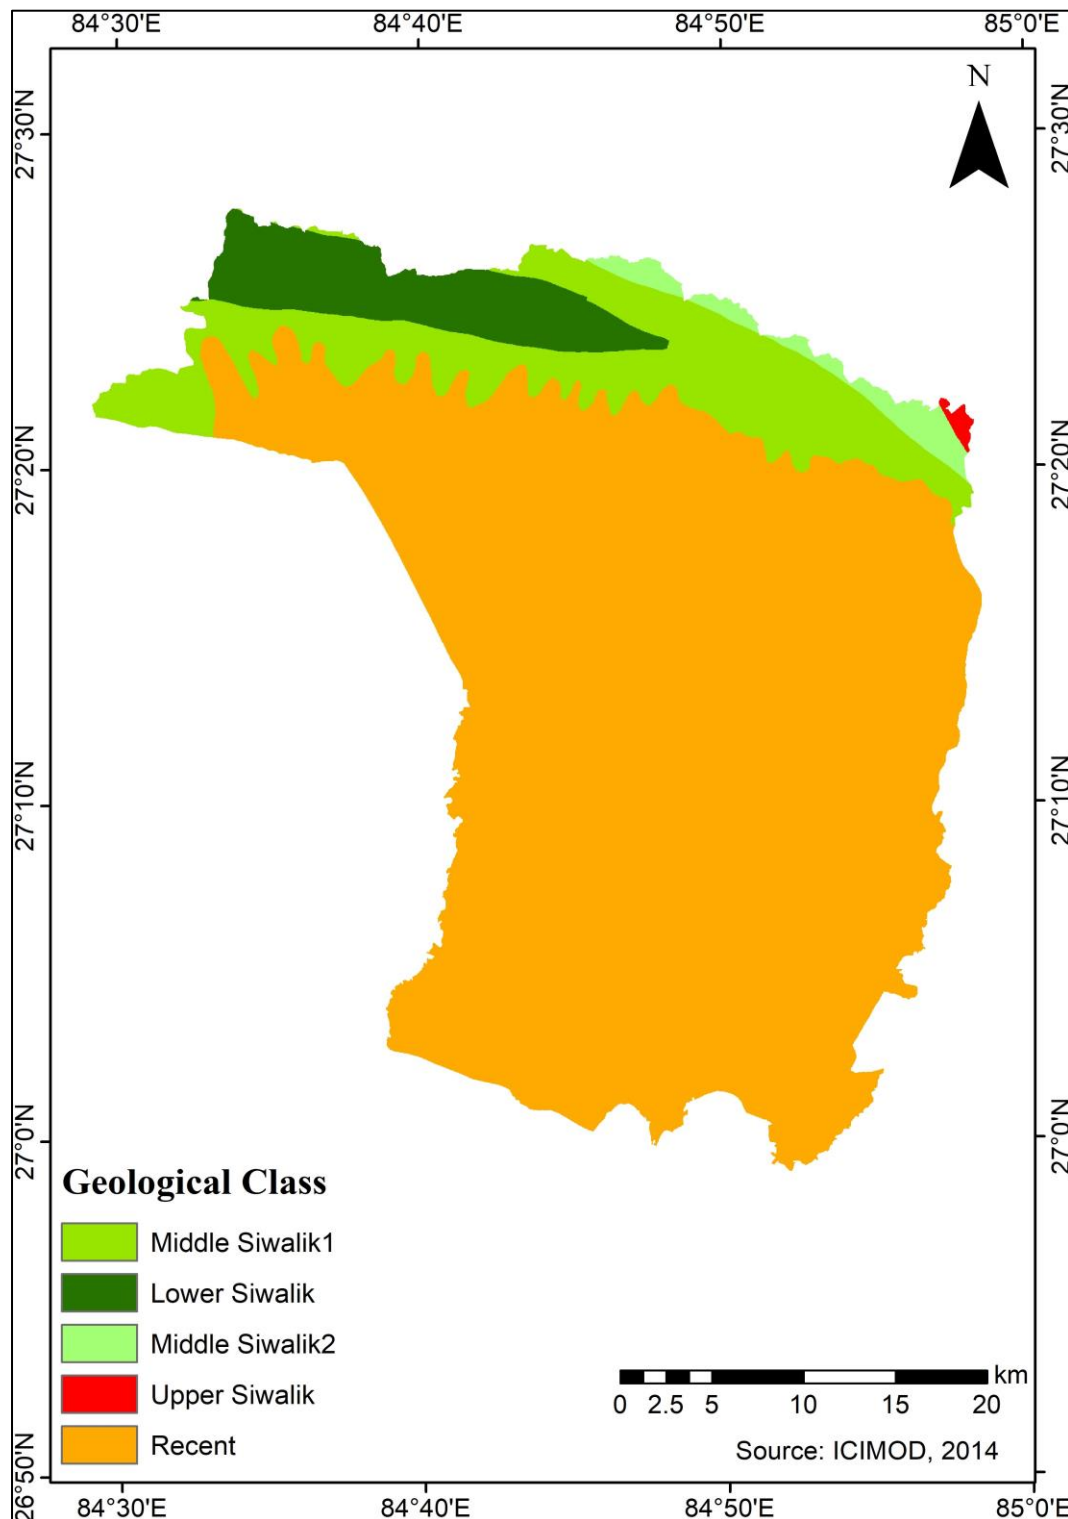 84°30'E 84°40'E 84°50'E 85°0'E
N
27°30'N 27°30'N
27°20'N 27°20'N
27°10'N 27°10'N
27°0'N 27°0'N
Geological Class
Middle Siwalik1
Lower Siwalik
Middle Siwalik2
Upper Siwalik
Recent
km
0 2.5 5 10 15 20
Source: ICIMOD, 2014
26°50'N
84°30'E 84°40'E 84°50'E 85°0'E